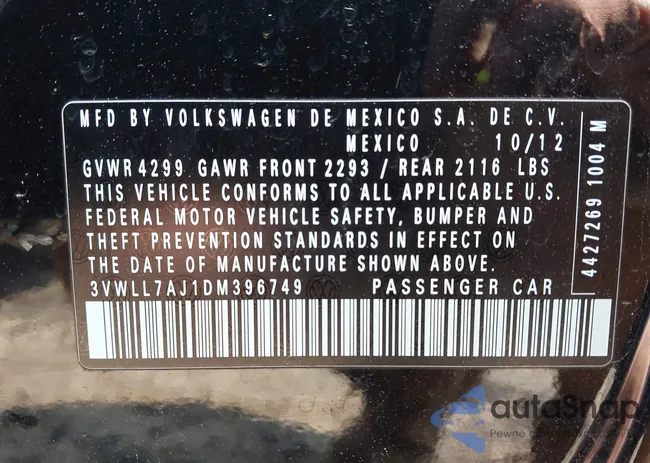 MFD BY VOLKSWAGEN DE MEXICO S.A. DE C.V.
MEXICO 10/12
GVWR 4299 GAWR FRONT 2293 / REAR 2116 LBS
THIS VEHICLE CONFORMS TO ALL APPLICABLE U.S.
FEDERAL MOTOR VEHICLE SAFETY, BUMPER AND
THEFT PREVENTION STANDARDS IN EFFECT ON
THE DATE OF MANUFACTURE SHOWN ABOVE.
3VWLL7AJ1DM396749 PASSENGER CAR
4427269 1004 M
autoSnap
Pewne auto